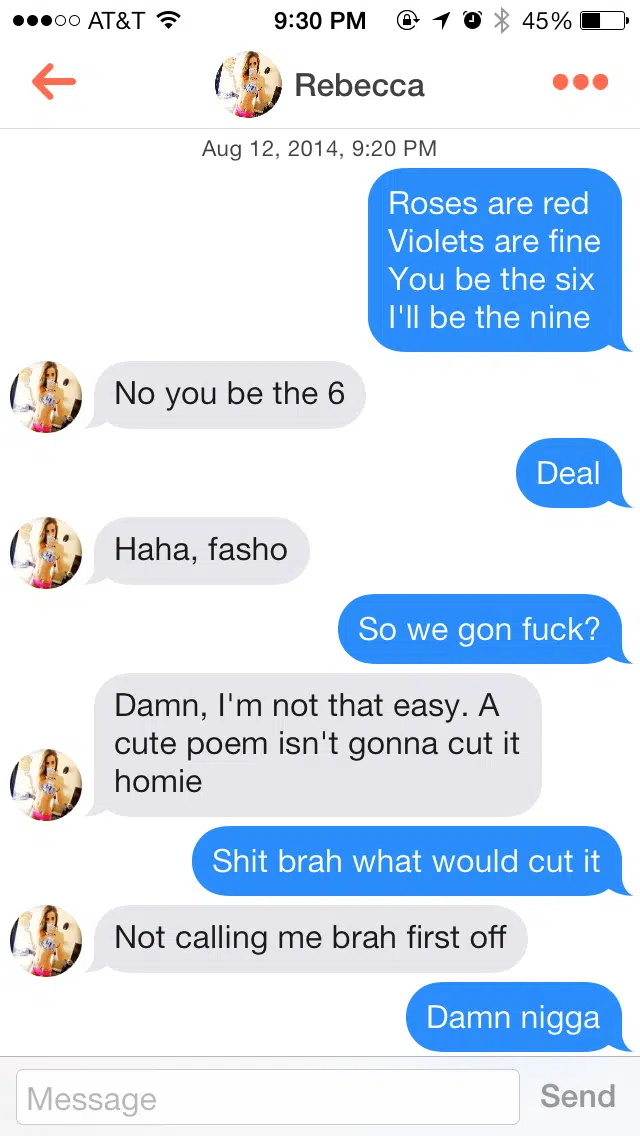 AT&T 9:30 PM 45%
Rebecca
Aug 12, 2014, 9:20 PM
Roses are red
Violets are fine
You be the six
I'll be the nine
No you be the 6
Deal
Haha, fasho
So we gon fuck?
Damn, I'm not that easy. A
cute poem isn't gonna cut it
homie
Shit brah what would cut it
Not calling me brah first off
Damn nigga
Message Send